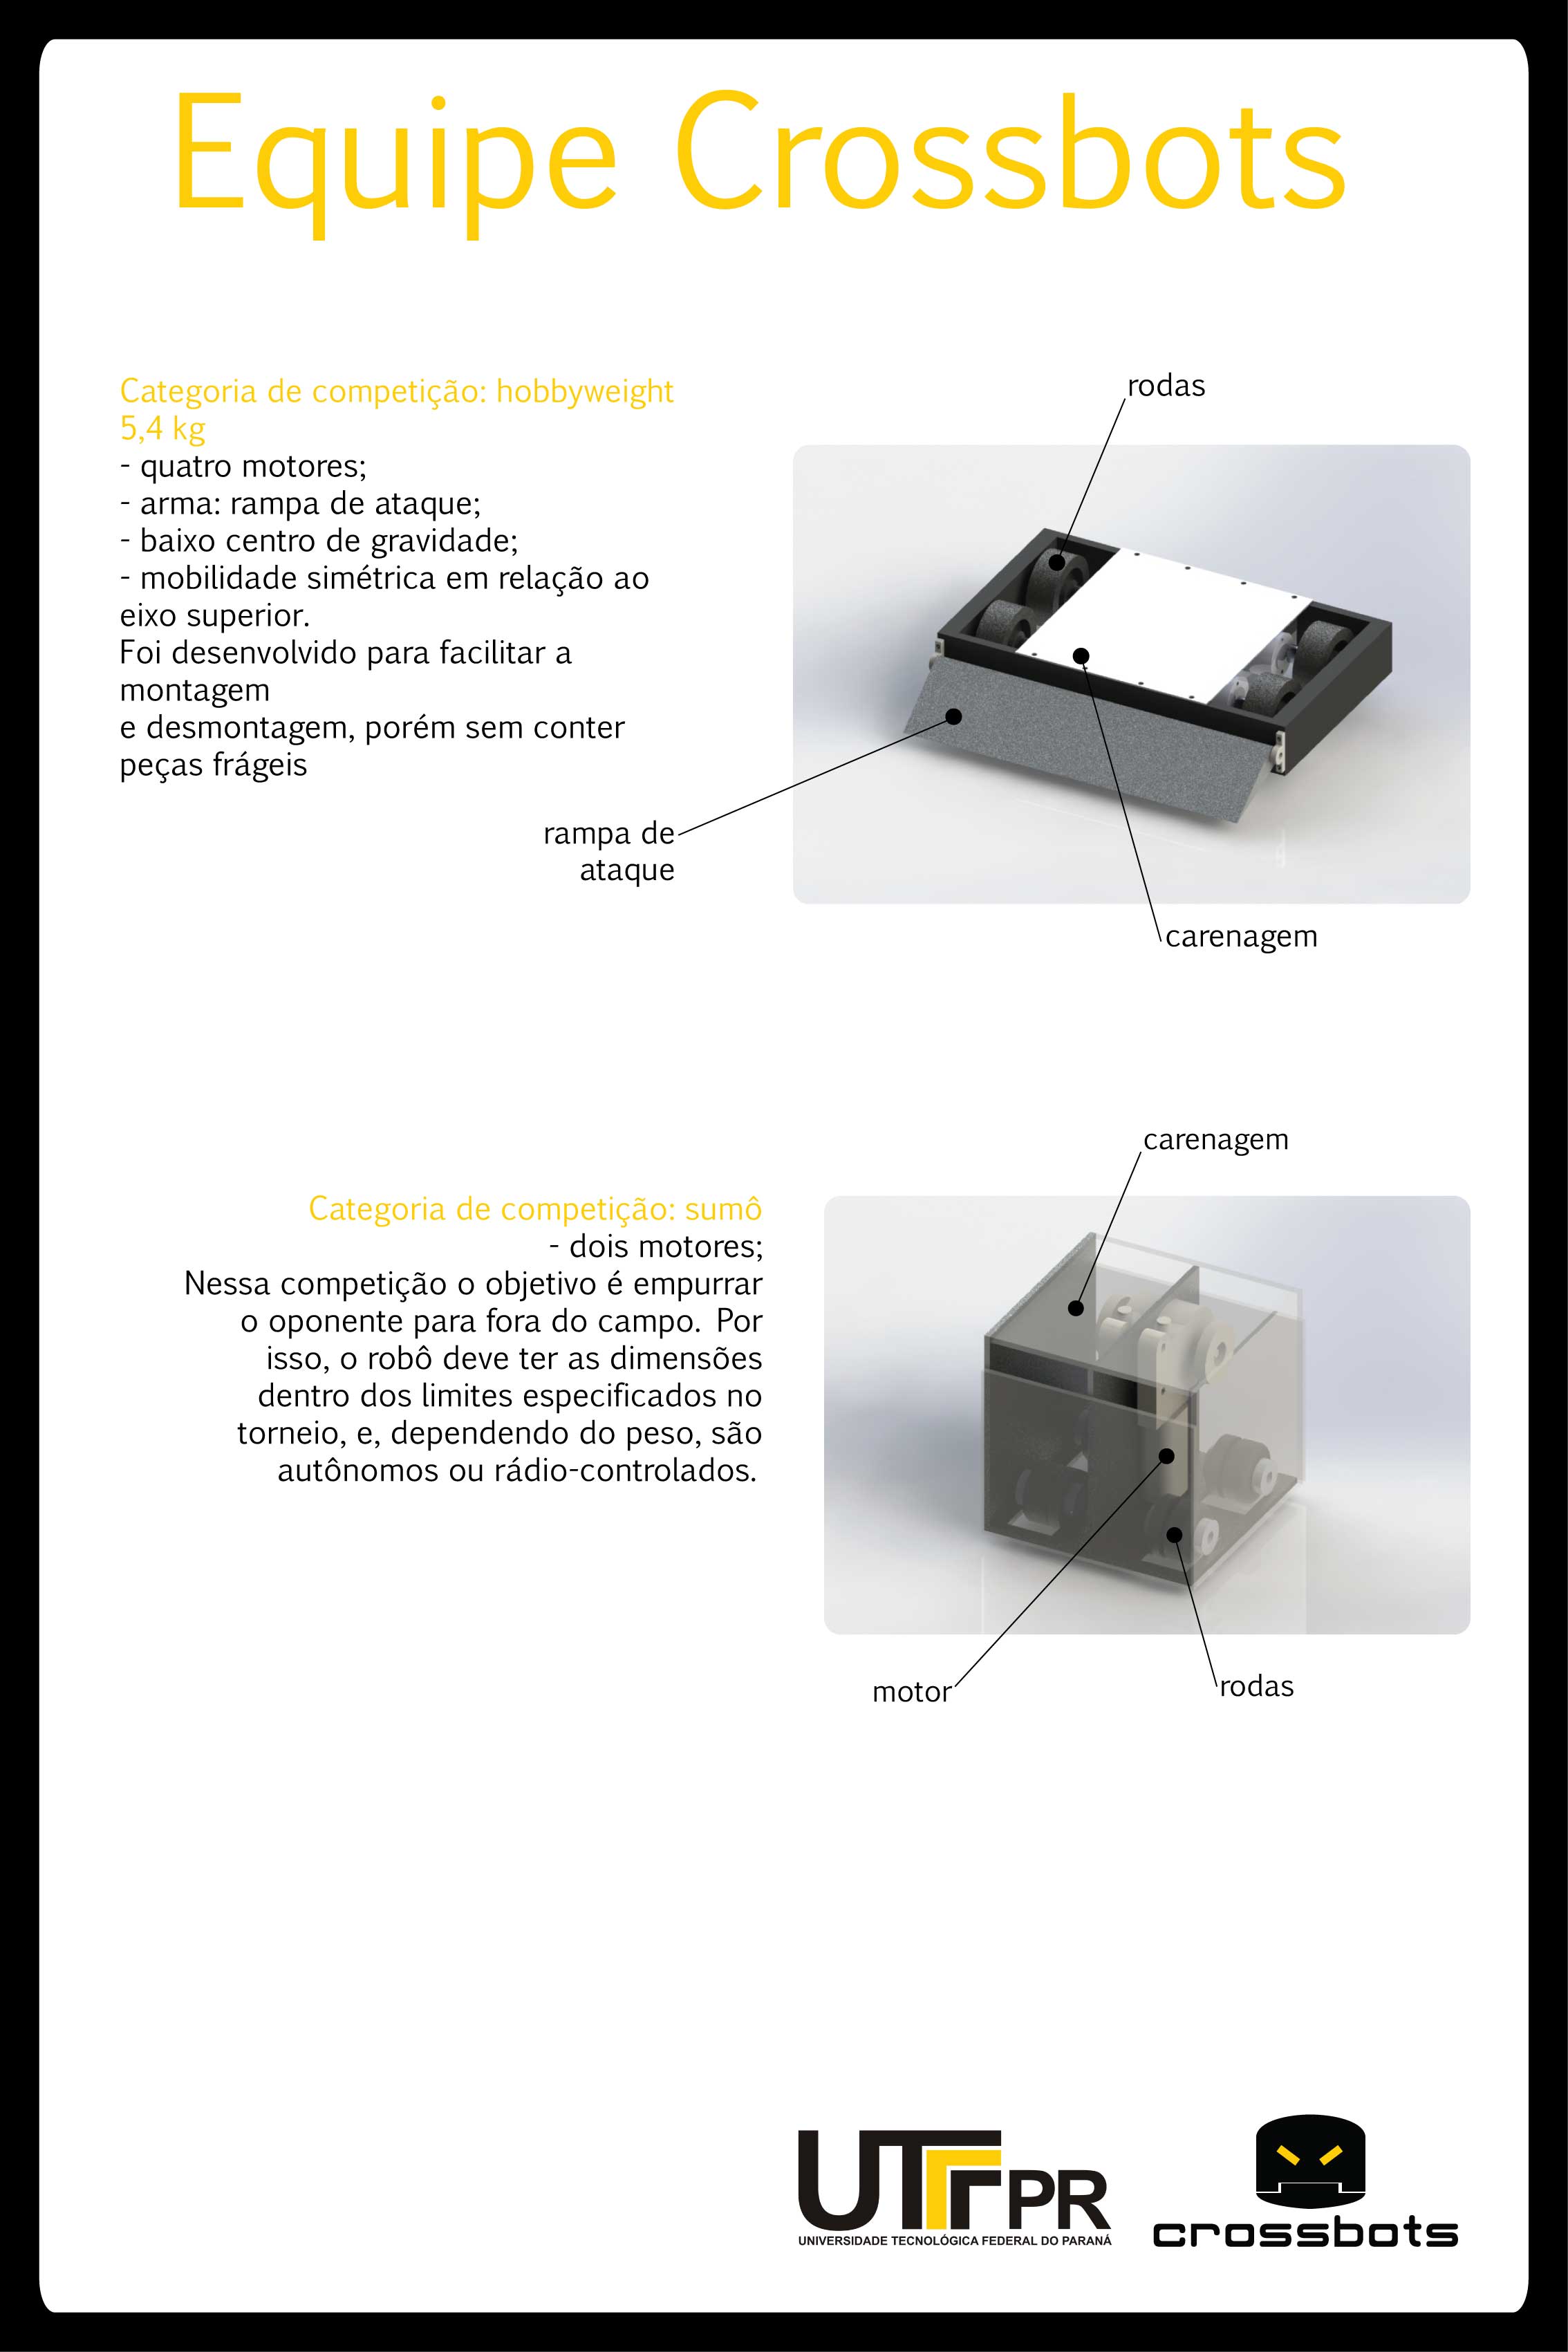 Equipe Crossbots
Categoria de competição: hobbyweight
5,4 kg
- quatro motores;
- arma: rampa de ataque;
- baixo centro de gravidade;
- mobilidade simétrica em relação ao
eixo superior.
Foi desenvolvido para facilitar a
montagem
e desmontagem, porém sem conter
peças frágeis
rodas
rampa de
ataque
carenagem
Categoria de competição: sumô
- dois motores;
Nessa competição o objetivo é empurrar
o oponente para fora do campo. Por
isso, o robô deve ter as dimensões
dentro dos limites especificados no
torneio, e, dependendo do peso, são
autônomos ou rádio-controlados.
carenagem
motor
rodas
UTFPR
UNIVERSIDADE TECNOLÓGICA FEDERAL DO PARANÁ
crossbots